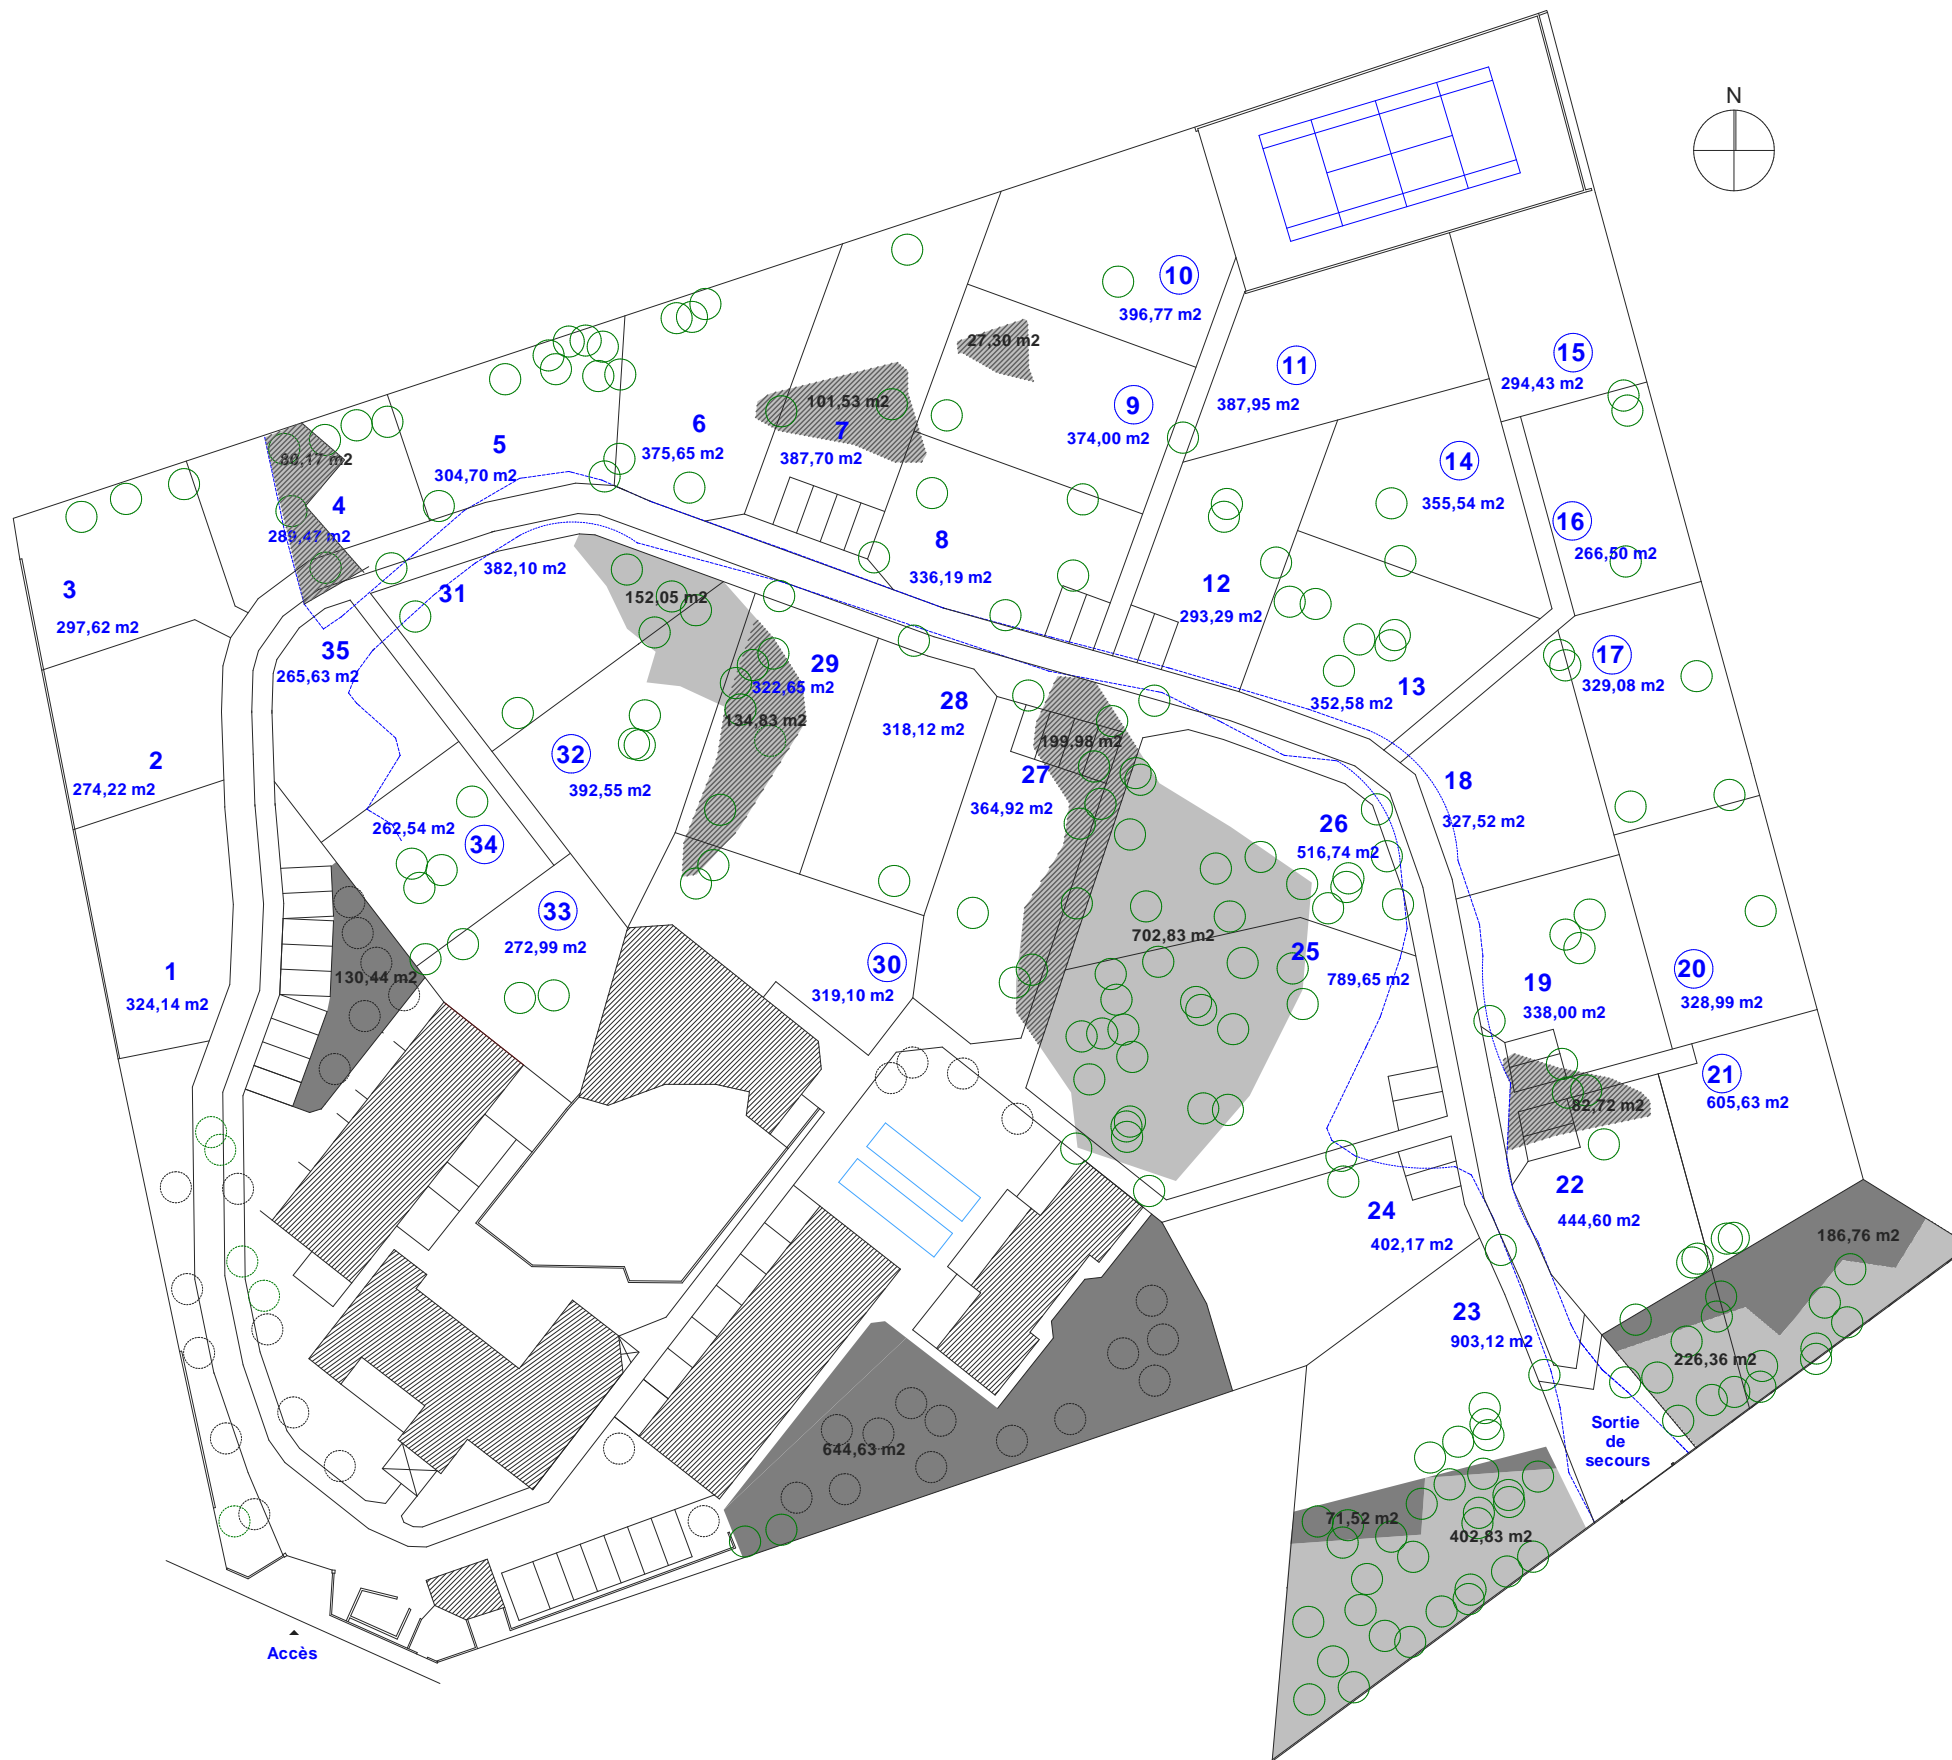 N
10
396,77 m2
27,30 m2
15
294,43 m2
11
387,95 m2
9
374,00 m2
101,53 m2
7
387,70 m2
6
375,65 m2
5
304,70 m2
80,17 m2
4
289,47 m2
14
355,54 m2
16
266,50 m2
8
336,19 m2
12
293,29 m2
382,10 m2
31
152,05 m2
3
297,62 m2
35
265,63 m2
29
322,65 m2
134,83 m2
28
318,12 m2
13
352,58 m2
17
329,08 m2
199,98 m2
27
364,92 m2
32
392,55 m2
2
274,22 m2
18
327,52 m2
26
516,74 m2
262,54 m2
34
33
272,99 m2
702,83 m2
25
789,65 m2
30
319,10 m2
1
324,14 m2
130,44 m2
19
338,00 m2
20
328,99 m2
21
605,63 m2
82,72 m2
22
444,60 m2
24
402,17 m2
186,76 m2
23
903,12 m2
226,36 m2
644,63 m2
Sortie
de
secours
71,52 m2
402,83 m2
Accès